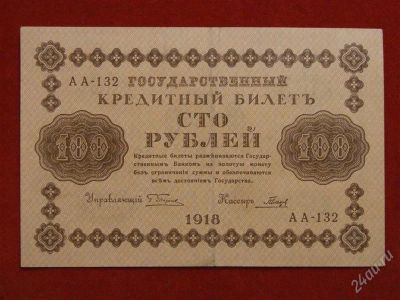 АА-132 ГОСУДАРСТВЕННЫЙ
КРЕДИТНЫЙ БИЛЕТЪ
СТО
100 РУБЛЕЙ 100
Кредитные билеты размѣниваются Государ-
ственнымъ Банкомъ на золотую монету
безъ ограниченія суммы и обезпечиваются
всѣмъ достояніемъ Государства.
Управляющій Кассиръ
1918 АА-132
24au.ru